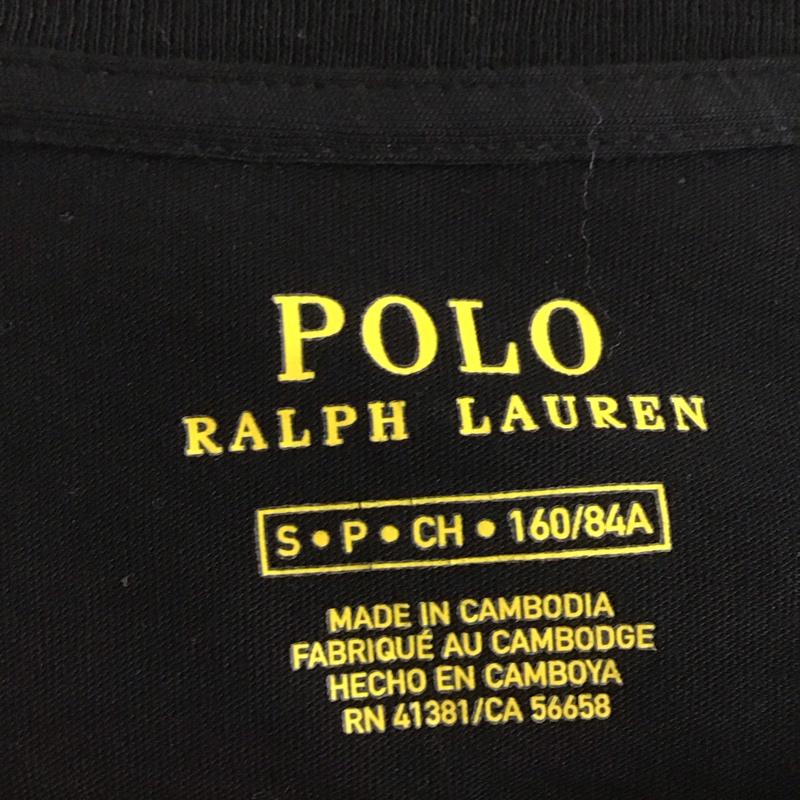 POLO
RALPH LAUREN
S • P • CH • 160/84A
MADE IN CAMBODIA
FABRIQUÉ AU CAMBODGE
HECHO EN CAMBOYA
RN 41381/CA 56658